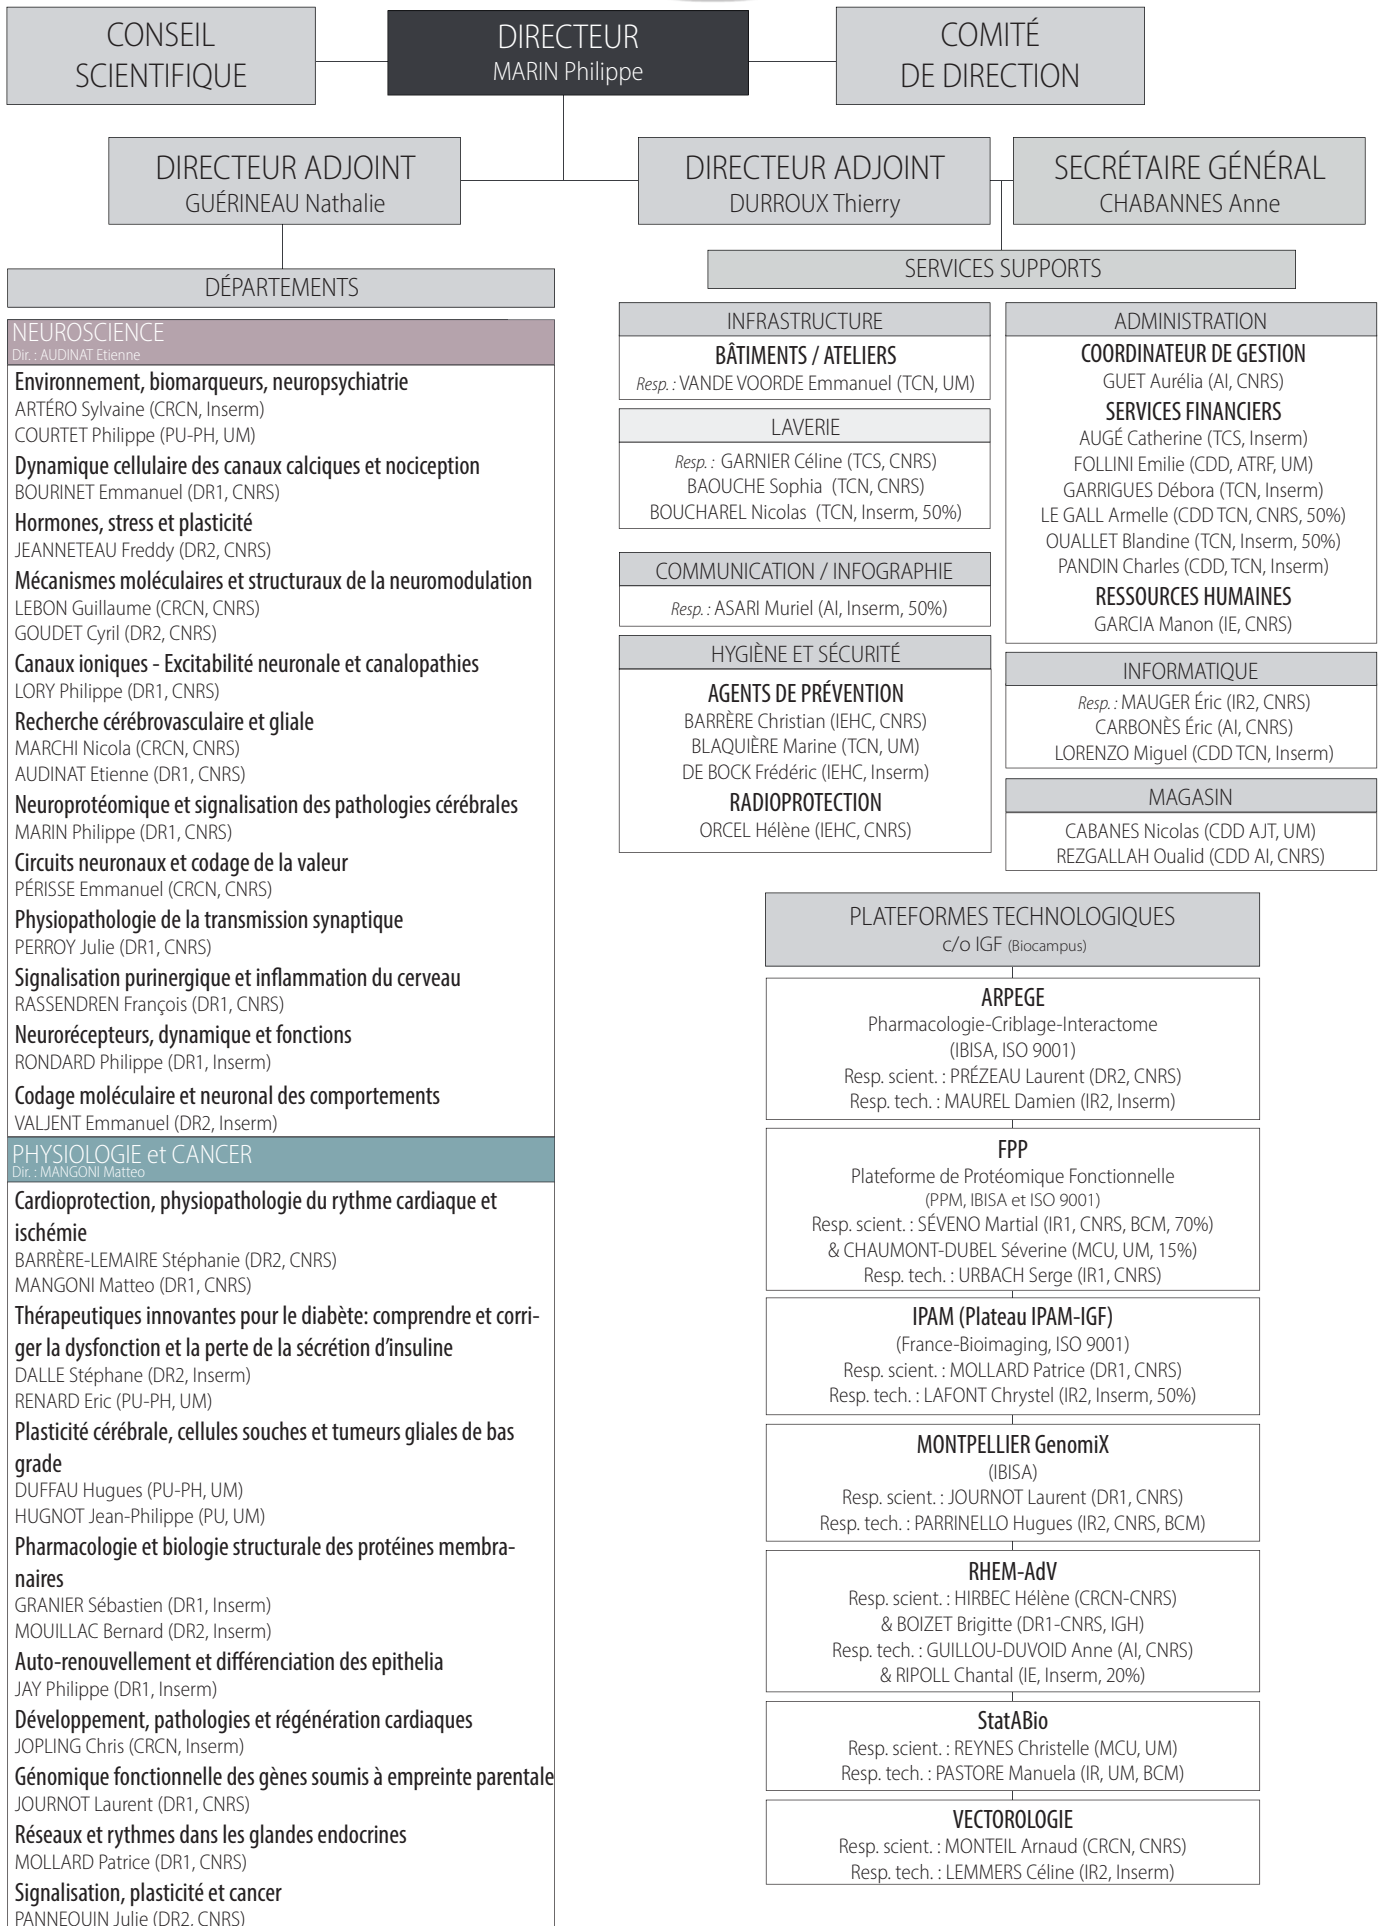 CONSEIL
SCIENTIFIQUE
DIRECTEUR
MARIN Philippe
COMITÉ
DE DIRECTION
DIRECTEUR ADJOINT
GUÉRINEAU Nathalie
DIRECTEUR ADJOINT
DURROUX Thierry
SECRÉTAIRE GÉNÉRAL
CHABANNES Anne
DÉPARTEMENTS
NEUROSCIENCE
Dir. : AUDINAT Etienne
Environnement, biomarqueurs, neuropsychiatrie
ARTÉRO Sylvaine (CRCN, Inserm)
COURTET Philippe (PU-PH, UM)
Dynamique cellulaire des canaux calciques et nociception
BOURINET Emmanuel (DR1, CNRS)
Hormones, stress et plasticité
JEANNETEAU Freddy (DR2, CNRS)
Mécanismes moléculaires et structuraux de la neuromodulation
LEBON Guillaume (CRCN, CNRS)
GOUDET Cyril (DR2, CNRS)
Canaux ioniques - Excitabilité neuronale et canalopathies
LORY Philippe (DR1, CNRS)
Recherche cérébrovasculaire et gliale
MARCHI Nicola (CRCN, CNRS)
AUDINAT Etienne (DR1, CNRS)
Neuroprotéomique et signalisation des pathologies cérébrales
MARIN Philippe (DR1, CNRS)
Circuits neuronaux et codage de la valeur
PÉRISSE Emmanuel (CRCN, CNRS)
Physiopathologie de la transmission synaptique
PERROY Julie (DR1, CNRS)
Signalisation purinergique et inflammation du cerveau
RASSENDREN François (DR1, CNRS)
Neurorécepteurs, dynamique et fonctions
RONDARD Philippe (DR1, Inserm)
Codage moléculaire et neuronal des comportements
VALJENT Emmanuel (DR2, Inserm)
PHYSIOLOGIE et CANCER
Dir. : MANGONI Matteo
Cardioprotection, physiopathologie du rythme cardiaque et
ischémie
BARRÈRE-LEMAIRE Stéphanie (DR2, CNRS)
MANGONI Matteo (DR1, CNRS)
Thérapeutiques innovantes pour le diabète: comprendre et corri-
ger la dysfonction et la perte de la sécrétion d'insuline
DALLE Stéphane (DR2, Inserm)
RENARD Eric (PU-PH, UM)
Plasticité cérébrale, cellules souches et tumeurs gliales de bas
grade
DUFFAU Hugues (PU-PH, UM)
HUGNOT Jean-Philippe (PU, UM)
Pharmacologie et biologie structurale des protéines membra-
naires
GRANIER Sébastien (DR1, Inserm)
MOUILLAC Bernard (DR2, Inserm)
Auto-renouvellement et différenciation des epithelia
JAY Philippe (DR1, Inserm)
Développement, pathologies et régénération cardiaques
JOPLING Chris (CRCN, Inserm)
Génomique fonctionnelle des gènes soumis à empreinte parentale
JOURNOT Laurent (DR1, CNRS)
Réseaux et rythmes dans les glandes endocrines
MOLLARD Patrice (DR1, CNRS)
Signalisation, plasticité et cancer
PANNEQUIN Julie (DR2, CNRS)
SERVICES SUPPORTS
INFRASTRUCTURE
BÂTIMENTS / ATELIERS
Resp. : VANDE VOORDE Emmanuel (TCN, UM)
LAVERIE
Resp. : GARNIER Céline (TCS, CNRS)
BAOUCHE Sophia (TCN, CNRS)
BOUCHAREL Nicolas (TCN, Inserm, 50%)
COMMUNICATION / INFOGRAPHIE
Resp. : ASARI Muriel (AI, Inserm, 50%)
HYGIÈNE ET SÉCURITÉ
AGENTS DE PRÉVENTION
BARRÈRE Christian (IEHC, CNRS)
BLAQUIÈRE Marine (TCN, UM)
DE BOCK Frédéric (IEHC, Inserm)
RADIOPROTECTION
ORCEL Hélène (IEHC, CNRS)
ADMINISTRATION
COORDINATEUR DE GESTION
GUET Aurélia (AI, CNRS)
SERVICES FINANCIERS
AUGÉ Catherine (TCS, Inserm)
FOLLINI Emilie (CDD, ATRF, UM)
GARRIGUES Débora (TCN, Inserm)
LE GALL Armelle (CDD TCN, CNRS, 50%)
OUALLET Blandine (TCN, Inserm, 50%)
PANDIN Charles (CDD, TCN, Inserm)
RESSOURCES HUMAINES
GARCIA Manon (IE, CNRS)
INFORMATIQUE
Resp. : MAUGER Éric (IR2, CNRS)
CARBONÈS Éric (AI, CNRS)
LORENZO Miguel (CDD TCN, Inserm)
MAGASIN
CABANES Nicolas (CDD AJT, UM)
REZGALLAH Oualid (CDD AI, CNRS)
PLATEFORMES TECHNOLOGIQUES
c/o IGF (Biocampus)
ARPEGE
Pharmacologie-Criblage-Interactome
(IBISA, ISO 9001)
Resp. scient. : PRÉZEAU Laurent (DR2, CNRS)
Resp. tech. : MAUREL Damien (IR2, Inserm)
FPP
Plateforme de Protéomique Fonctionnelle
(PPM, IBISA et ISO 9001)
Resp. scient. : SÉVENO Martial (IR1, CNRS, BCM, 70%)
& CHAUMONT-DUBEL Séverine (MCU, UM, 15%)
Resp. tech. : URBACH Serge (IR1, CNRS)
IPAM (Plateau IPAM-IGF)
(France-Bioimaging, ISO 9001)
Resp. scient. : MOLLARD Patrice (DR1, CNRS)
Resp. tech. : LAFONT Chrystel (IR2, Inserm, 50%)
MONTPELLIER GenomiX
(IBISA)
Resp. scient. : JOURNOT Laurent (DR1, CNRS)
Resp. tech. : PARRINELLO Hugues (IR2, CNRS, BCM)
RHEM-AdV
Resp. scient. : HIRBEC Hélène (CRCN-CNRS)
& BOIZET Brigitte (DR1-CNRS, IGH)
Resp. tech. : GUILLOU-DUVOID Anne (AI, CNRS)
& RIPOLL Chantal (IE, Inserm, 20%)
StatABio
Resp. scient. : REYNES Christelle (MCU, UM)
Resp. tech. : PASTORE Manuela (IR, UM, BCM)
VECTOROLOGIE
Resp. scient. : MONTEIL Arnaud (CRCN, CNRS)
Resp. tech. : LEMMERS Céline (IR2, Inserm)